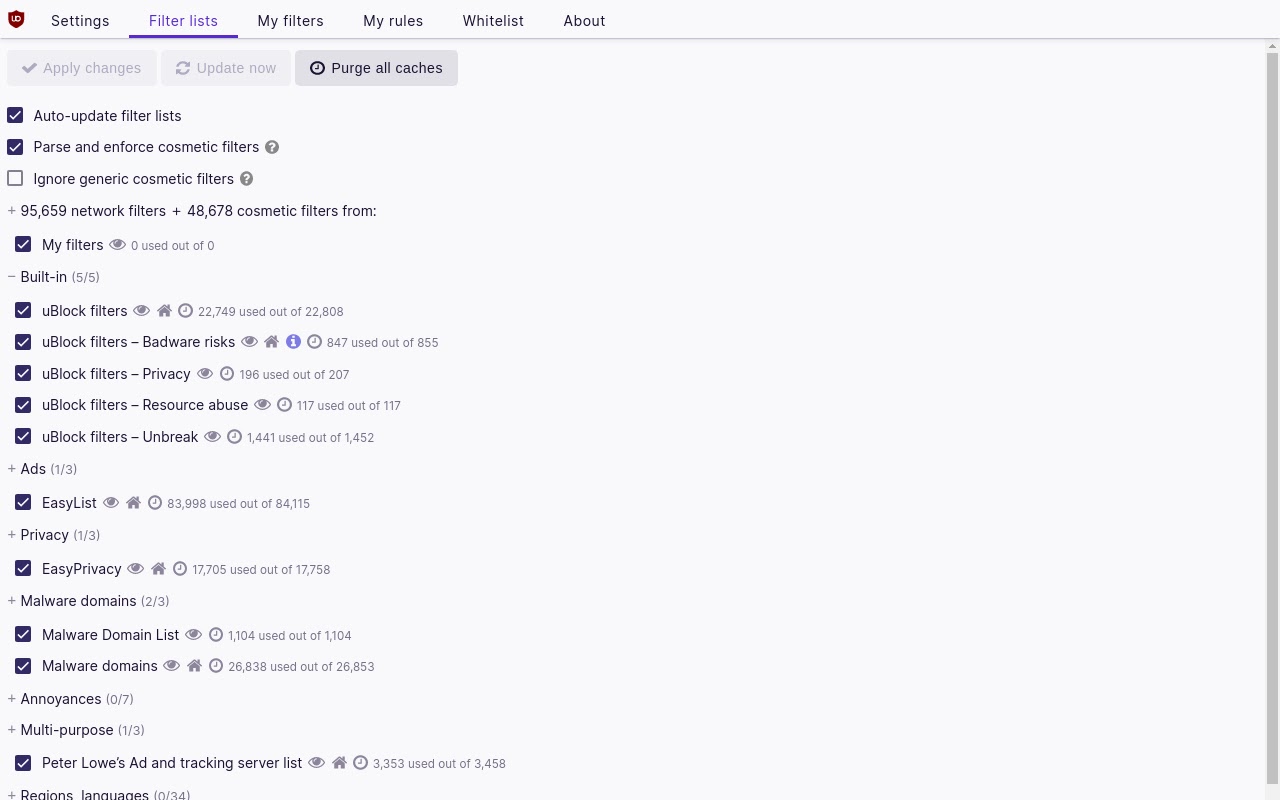 Settings Filter lists My filters My rules Whitelist About
Apply changes Update now Purge all caches
Auto-update filter lists
Parse and enforce cosmetic filters
Ignore generic cosmetic filters
+ 95,659 network filters + 48,678 cosmetic filters from:
My filters 0 used out of 0
− Built-in (5/5)
uBlock filters 22,749 used out of 22,808
uBlock filters – Badware risks 847 used out of 855
uBlock filters – Privacy 196 used out of 207
uBlock filters – Resource abuse 117 used out of 117
uBlock filters – Unbreak 1,441 used out of 1,452
+ Ads (1/3)
EasyList 83,998 used out of 84,115
+ Privacy (1/3)
EasyPrivacy 17,705 used out of 17,758
+ Malware domains (2/3)
Malware Domain List 1,104 used out of 1,104
Malware domains 26,838 used out of 26,853
+ Annoyances (0/7)
+ Multi-purpose (1/3)
Peter Lowe’s Ad and tracking server list 3,353 used out of 3,458
+ Regions, languages (0/34)